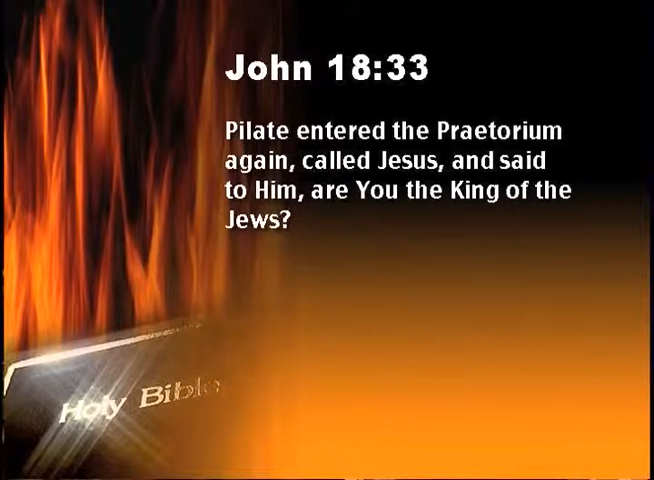 John 18:33
Pilate entered the Praetorium
again, called Jesus, and said
to Him, are You the King of the
Jews?
Holy Bible